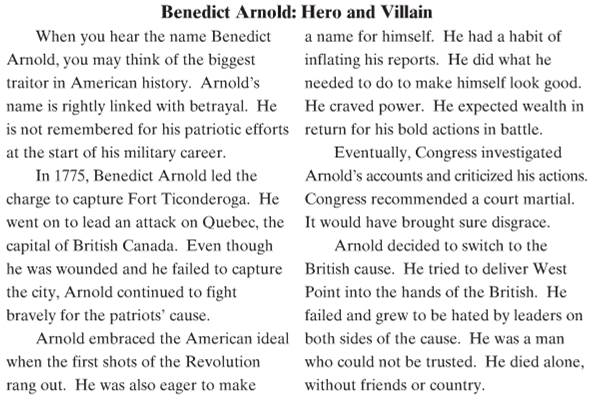 Benedict Arnold: Hero and Villain
When you hear the name Benedict
Arnold, you may think of the biggest
traitor in American history.  Arnold's
name is rightly linked with betrayal.  He
is not remembered for his patriotic efforts
at the start of his military career.
In 1775, Benedict Arnold led the
charge to capture Fort Ticonderoga.  He
went on to lead an attack on Quebec, the
capital of British Canada.  Even though
he was wounded and he failed to capture
the city, Arnold continued to fight
bravely for the patriots' cause.
Arnold embraced the American ideal
when the first shots of the Revolution
rang out.  He was also eager to make
a name for himself.  He had a habit of
inflating his reports.  He did what he
needed to do to make himself look good.
He craved power.  He expected wealth in
return for his bold actions in battle.
Eventually, Congress investigated
Arnold's accounts and criticized his actions.
Congress recommended a court martial.
It would have brought sure disgrace.
Arnold decided to switch to the
British cause.  He tried to deliver West
Point into the hands of the British.  He
failed and grew to be hated by leaders on
both sides of the cause.  He was a man
who could not be trusted.  He died alone,
without friends or country.